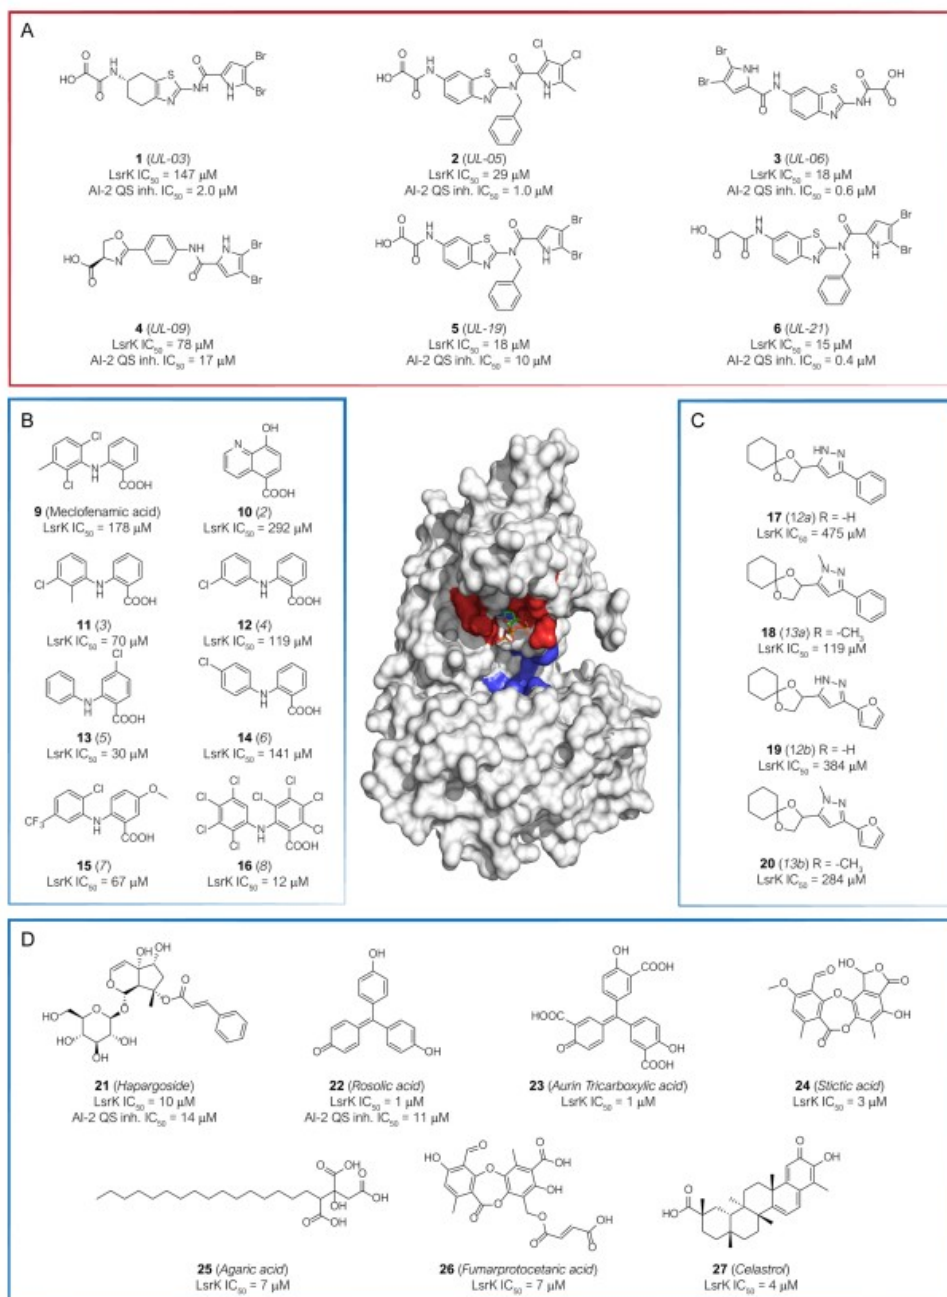 A
1 (UL-03)
LsrK IC50 = 147 μM
AI-2 QS inh. IC50 = 2.0 μM
2 (UL-05)
LsrK IC50 = 29 μM
AI-2 QS inh. IC50 = 1.0 μM
3 (UL-06)
LsrK IC50 = 18 μM
AI-2 QS inh. IC50 = 0.6 μM
4 (UL-09)
LsrK IC50 = 78 μM
AI-2 QS inh. IC50 = 17 μM
5 (UL-19)
LsrK IC50 = 18 μM
AI-2 QS inh. IC50 = 10 μM
6 (UL-21)
LsrK IC50 = 15 μM
AI-2 QS inh. IC50 = 0.4 μM
B
9 (Meclofenamic acid)
LsrK IC50 = 178 μM
10 (2)
LsrK IC50 = 292 μM
11 (3)
LsrK IC50 = 70 μM
12 (4)
LsrK IC50 = 119 μM
13 (5)
LsrK IC50 = 30 μM
14 (6)
LsrK IC50 = 141 μM
15 (7)
LsrK IC50 = 67 μM
16 (8)
LsrK IC50 = 12 μM
C
17 (12a) R = -H
LsrK IC50 = 475 μM
18 (13a) R = -CH3
LsrK IC50 = 119 μM
19 (12b) R = -H
LsrK IC50 = 384 μM
20 (13b) R = -CH3
LsrK IC50 = 284 μM
D
21 (Hapargoside)
LsrK IC50 = 10 μM
AI-2 QS inh. IC50 = 14 μM
22 (Rosolic acid)
LsrK IC50 = 1 μM
AI-2 QS inh. IC50 = 11 μM
23 (Aurin Tricarboxylic acid)
LsrK IC50 = 1 μM
24 (Stictic acid)
LsrK IC50 = 3 μM
25 (Agaric acid)
LsrK IC50 = 7 μM
26 (Fumarprotocetaric acid)
LsrK IC50 = 7 μM
27 (Celastrol)
LsrK IC50 = 4 μM